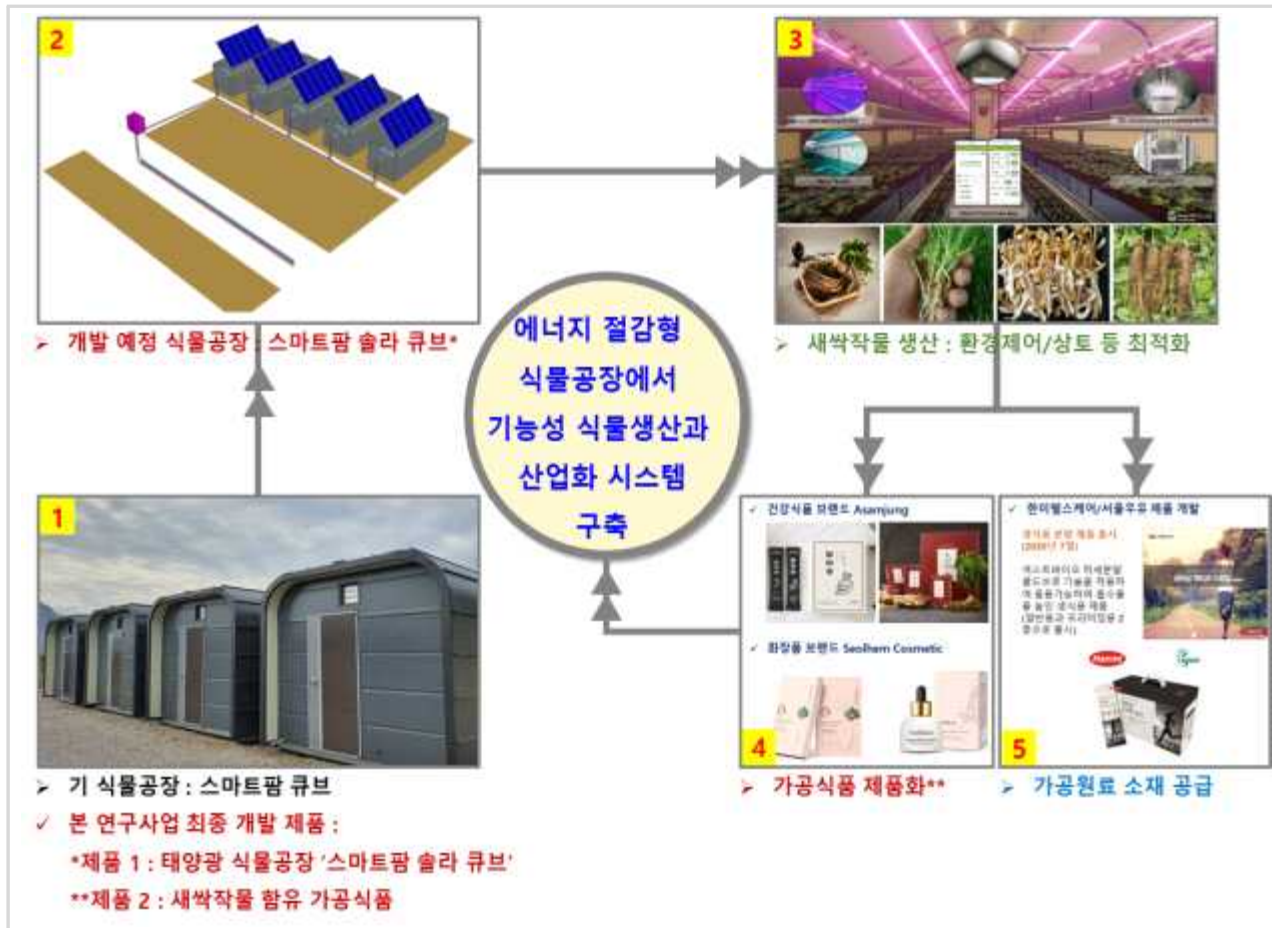 2
3
개발 예정 식물공장 : 스마트팜 솔라 큐브*
새싹작물 생산 : 환경제어/상토 등 최적화
에너지 절감형
식물공장에서
기능성 식물생산과
산업화 시스템
구축
1
기 식물공장 : 스마트팜 큐브
✓ 본 연구사업 최종 개발 제품 :
*제품 1 : 태양광 식물공장 '스마트팜 솔라 큐브'
**제품 2 : 새싹작물 함유 가공식품
✓ 건강식품 브랜드 Asamjung
✓ 화장품 브랜드 Seolhem Cosmetic
4
가공식품 제품화**
✓ 한미헬스케어/서울우유 제품 개발
5
가공원료 소재 공급